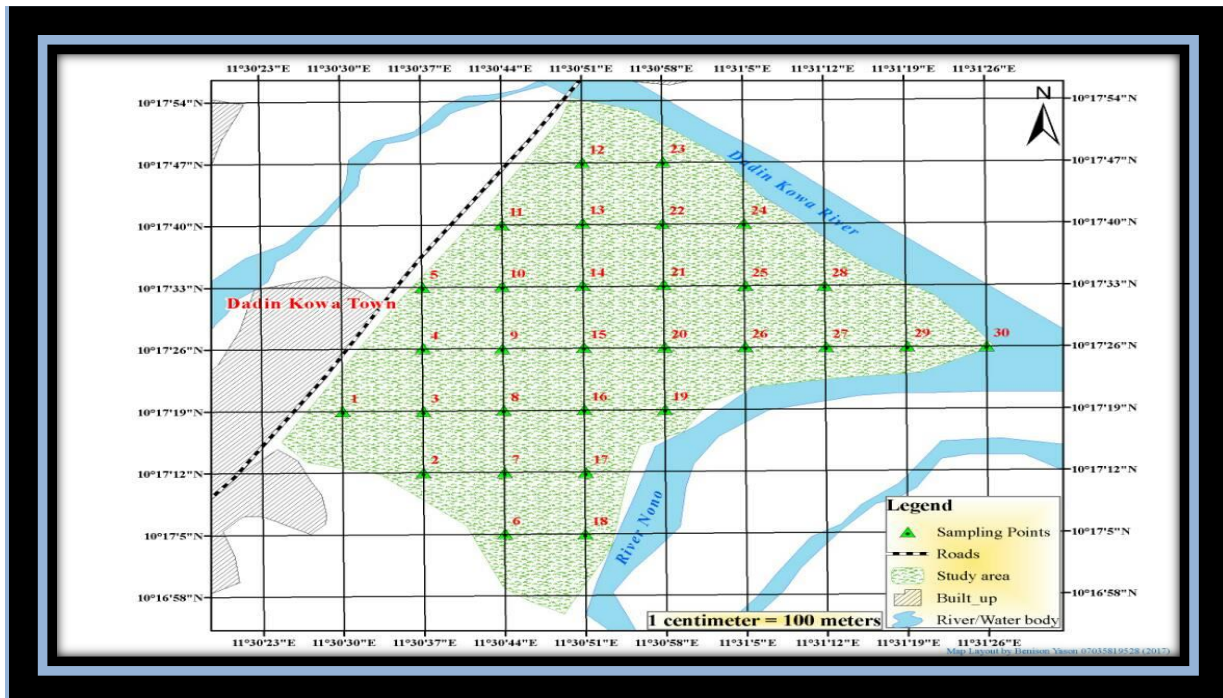 11°30'23"E 11°30'30"E 11°30'37"E 11°30'44"E 11°30'51"E 11°30'58"E 11°31'5"E 11°31'12"E 11°31'19"E 11°31'26"E
N
10°17'54"N 10°17'54"N
12 23
10°17'47"N 10°17'47"N
Dadin Kowa River
11 13 22 24
10°17'40"N 10°17'40"N
5 10 14 21 25 28
10°17'33"N 10°17'33"N
Dadin Kowa Town
4 9 15 20 26 27 29 30
10°17'26"N 10°17'26"N
1 3 8 16 19
10°17'19"N 10°17'19"N
2 7 17
10°17'12"N 10°17'12"N
River Nono
Legend
6 18
Sampling Points
10°17'5"N 10°17'5"N
Roads
Study area
10°16'58"N 10°16'58"N
Built_up
1 centimeter = 100 meters
River/Water body
11°30'23"E 11°30'30"E 11°30'37"E 11°30'44"E 11°30'51"E 11°30'58"E 11°31'5"E 11°31'12"E 11°31'19"E 11°31'26"E
Map Layout by Benison Yason 07035819528 (2017)